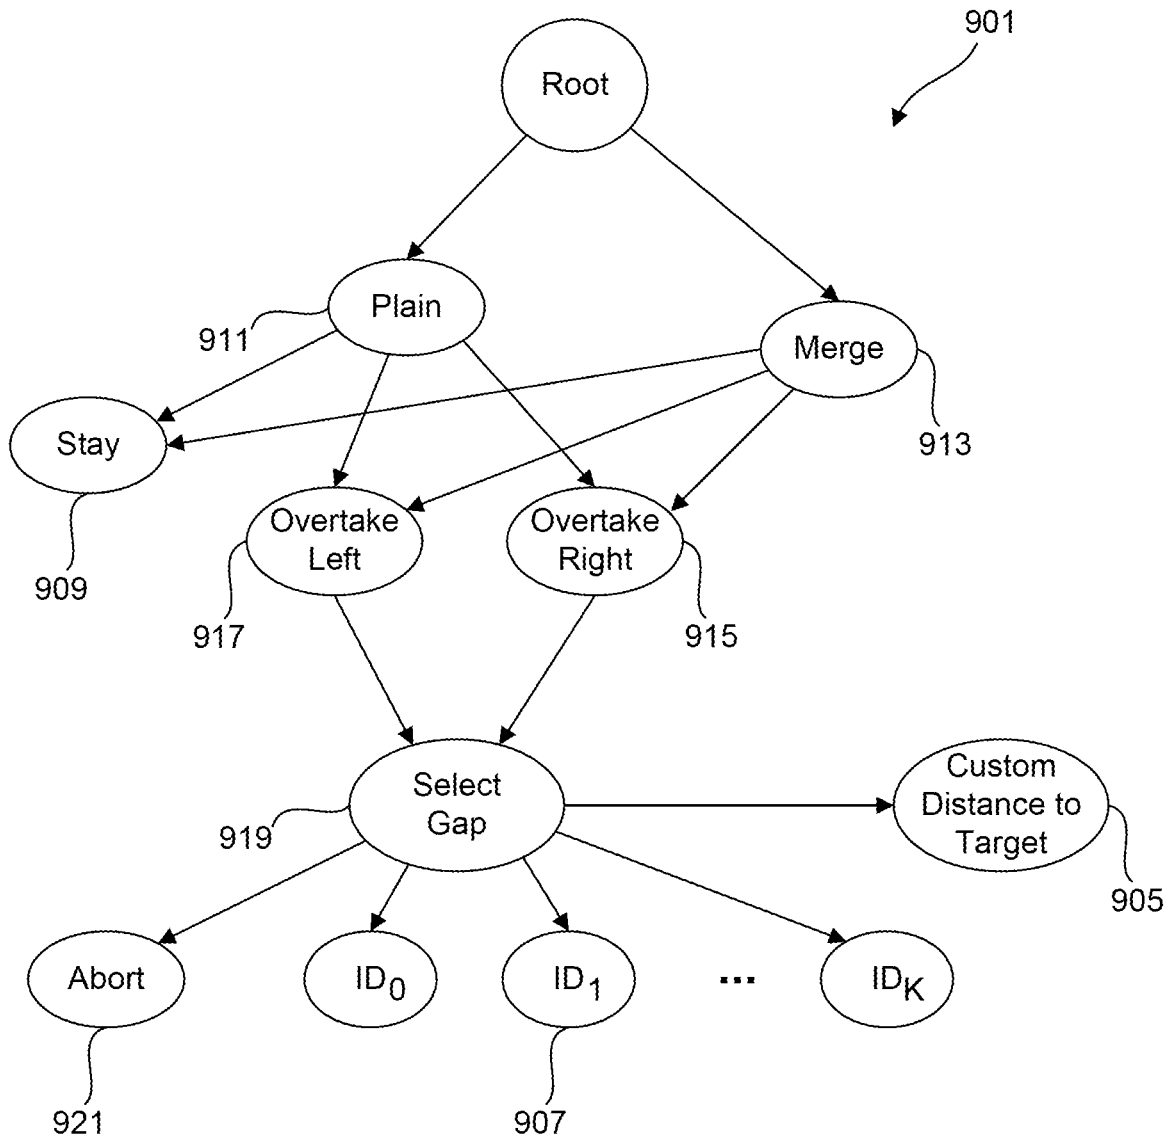 901
Root
Plain
911
Merge
913
Stay
909
Overtake
Left
917
Overtake
Right
915
Select
Gap
919
Custom
Distance to
Target
905
Abort
921
ID0
ID1
907
...
IDK